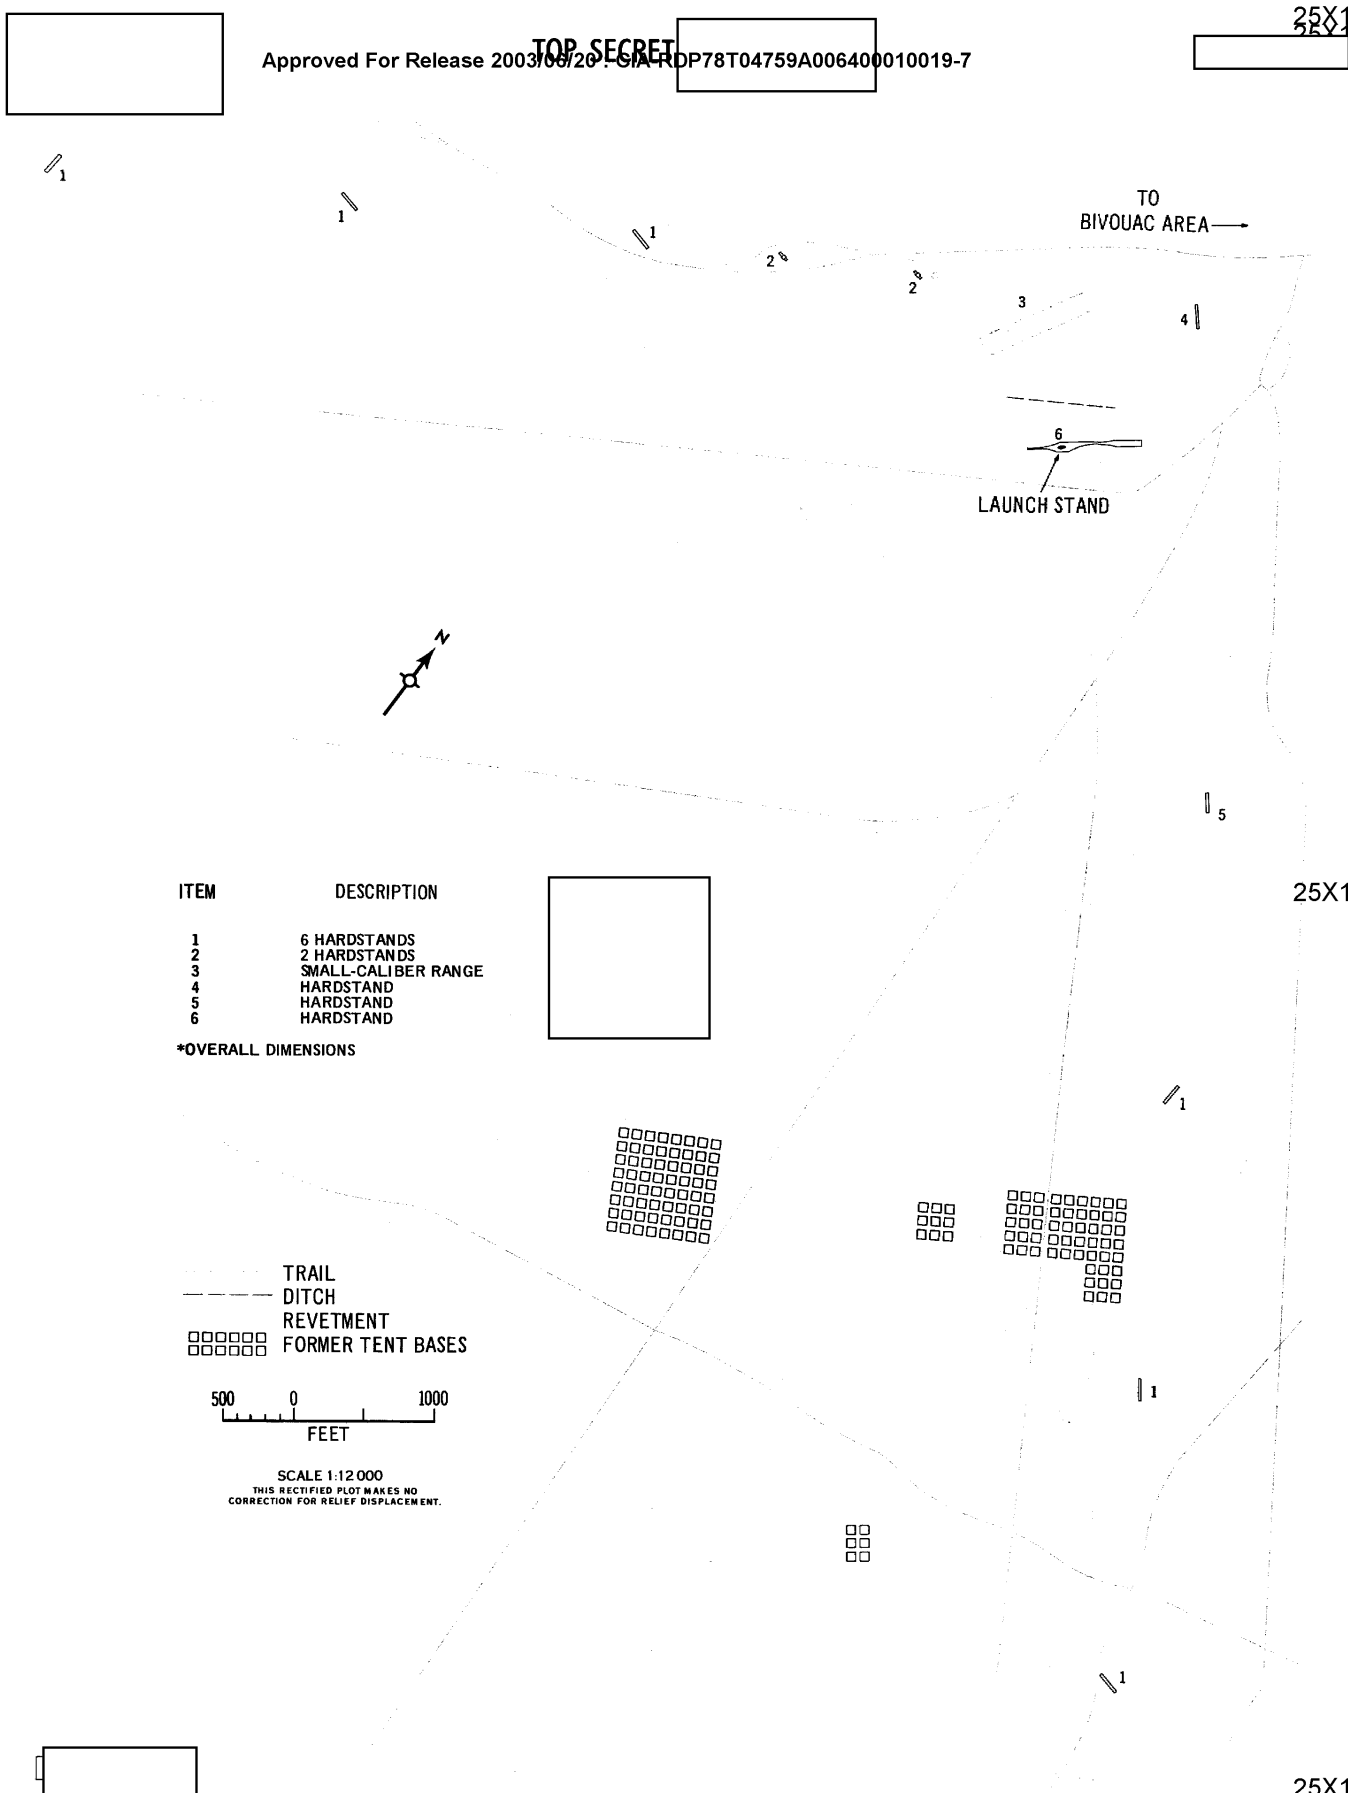 25X1
25X1
TOP SECRET
Approved For Release 2003/06/20 : CIA-RDP78T04759A006400010019-7
1
1
1
TO
BIVOUAC AREA
2
2
3
4
6
LAUNCH STAND
N
5
25X1
ITEM DESCRIPTION
1 6 HARDSTANDS
2 2 HARDSTANDS
3 SMALL-CALIBER RANGE
4 HARDSTAND
5 HARDSTAND
6 HARDSTAND
*OVERALL DIMENSIONS
1
TRAIL
DITCH
REVETMENT
FORMER TENT BASES
1
500 0 1000
FEET
SCALE 1:12 000
THIS RECTIFIED PLOT MAKES NO
CORRECTION FOR RELIEF DISPLACEMENT.
1
25X1